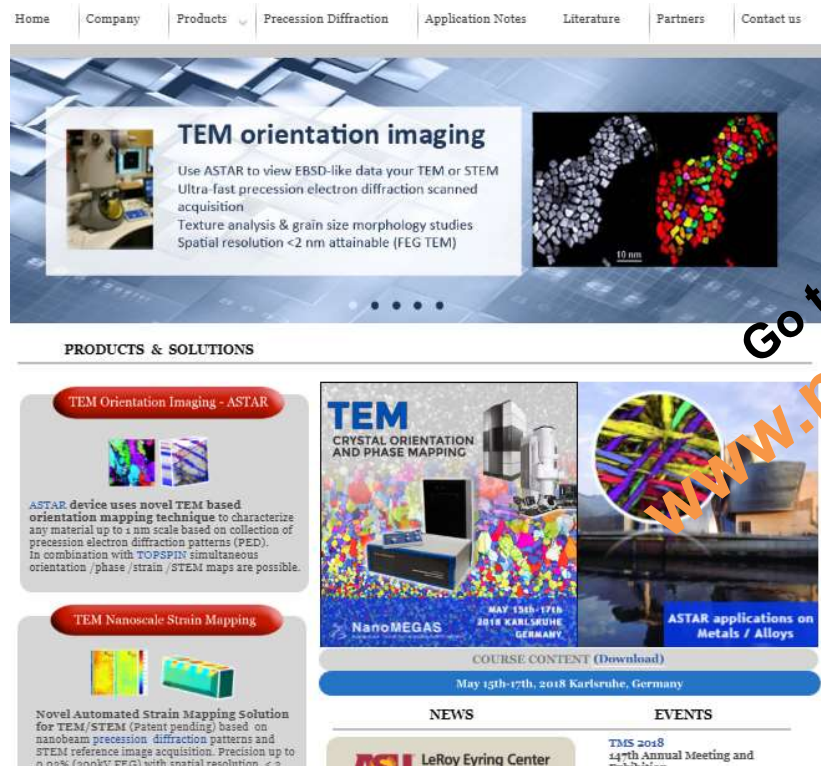 Home Company Products Precession Diffraction Application Notes Literature Partners Contact us
TEM orientation imaging
Use ASTAR to view EBSD-like data your TEM or STEM
Ultra-fast precession electron diffraction scanned
acquisition
Texture analysis & grain size morphology studies
Spatial resolution <2 nm attainable (FEG TEM)
10 nm
Go t
www.
PRODUCTS & SOLUTIONS
TEM Orientation Imaging - ASTAR
ASTAR device uses novel TEM based
orientation mapping technique to characterize
any material up to 1 nm scale based on collection of
precession electron diffraction patterns (PED).
In combination with TOPSPIN simultaneous
orientation /phase /strain /STEM maps are possible.
TEM Nanoscale Strain Mapping
Novel Automated Strain Mapping Solution
for TEM/STEM (Patent pending) based on
nanobeam precession diffraction patterns and
STEM reference image acquisition. Precision up to
TEM
CRYSTAL ORIENTATION
AND PHASE MAPPING
MAY 15th-17th
2018 KARLSRUHE
GERMANY
NanoMEGAS
ASTAR applications on
Metals / Alloys
COURSE CONTENT (Download)
May 15th-17th, 2018 Karlsruhe, Germany
NEWS
ASU LeRoy Eyring Center
EVENTS
TMS 2018
147th Annual Meeting and